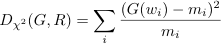 D_{\chi^2}(G, R) = \sum_i \frac{(G(w_i) - m_i)^2}{m_i}